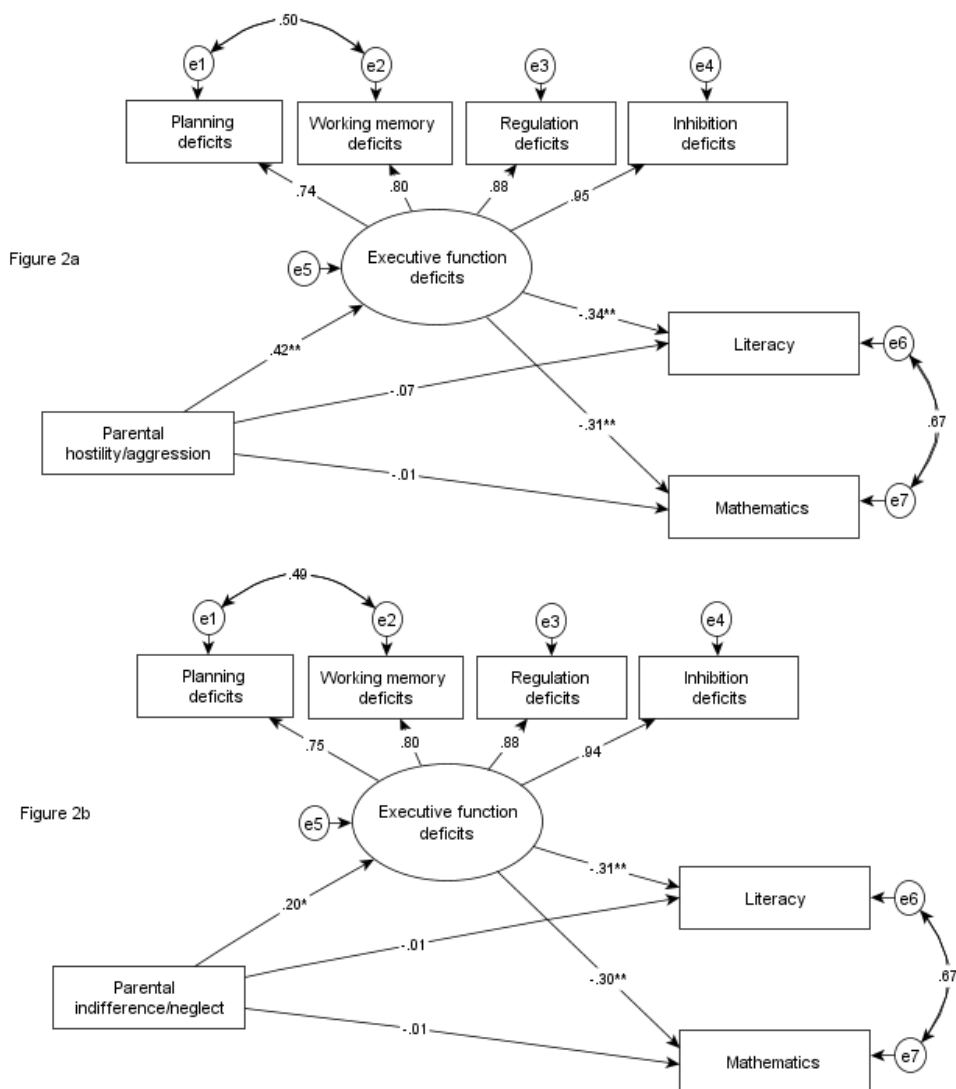 .50
e1
e2
e3
e4
Planning
deficits
Working memory
deficits
Regulation
deficits
Inhibition
deficits
.74
.80
.88
.95
Figure 2a
e5
Executive function
deficits
-.34**
.42**
Literacy
e6
-.07
-.31**
.67
Parental
hostility/aggression
-.01
Mathematics
e7
.49
e1
e2
e3
e4
Planning
deficits
Working memory
deficits
Regulation
deficits
Inhibition
deficits
.75
.80
.88
.94
Figure 2b
e5
Executive function
deficits
-.31**
.20*
Literacy
e6
-.01
-.30**
.67
Parental
indifference/neglect
-.01
Mathematics
e7